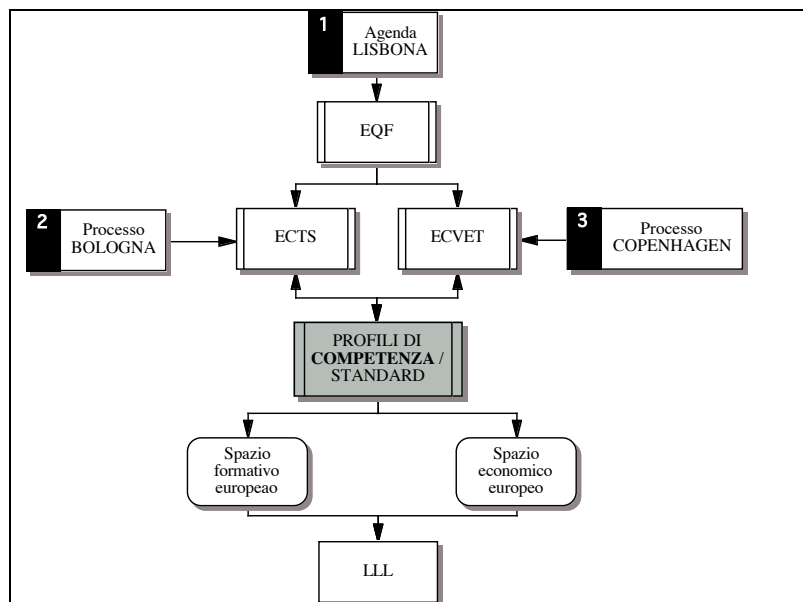 1
Agenda
LISBONA
EQF
2
Processo
BOLOGNA
ECTS
ECVET
3
Processo
COPENHAGEN
PROFILI DI
COMPETENZA /
STANDARD
Spazio
formativo
europeao
Spazio
economico
europeo
LLL